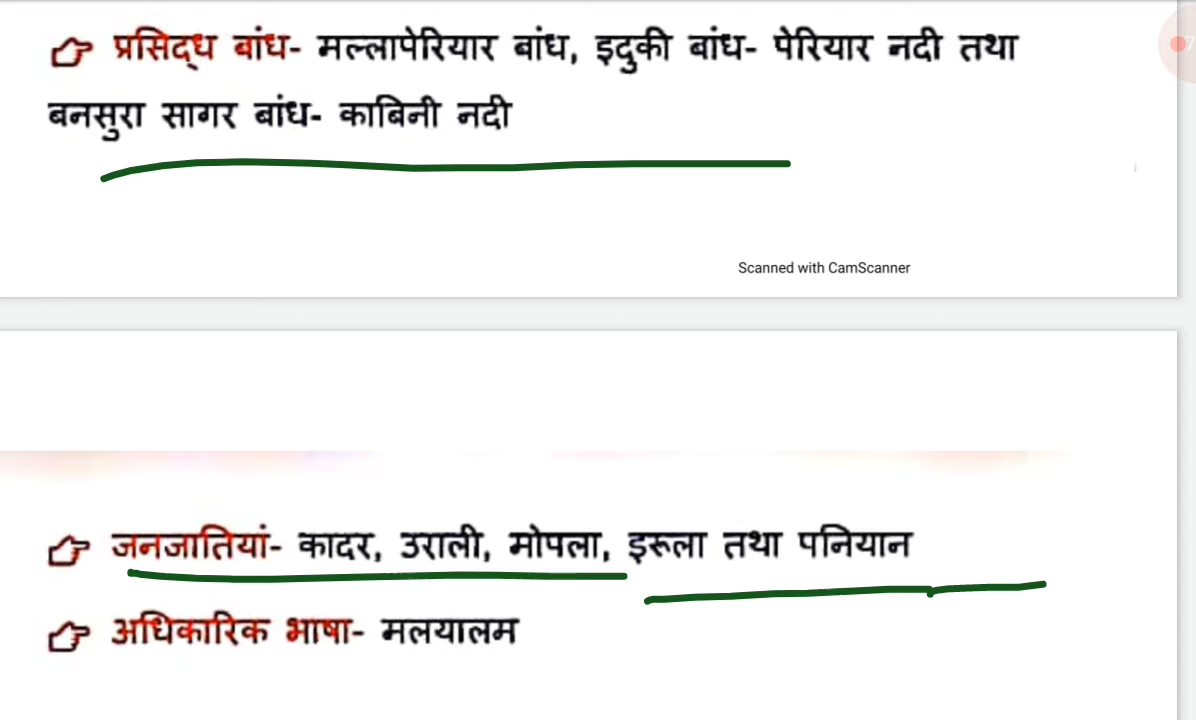 प्रसिद्ध बांध- मल्लापेरियार बांध, इदुकी बांध- पेरियार नदी तथा
बनसुरा सागर बांध- काबिनी नदी
Scanned with CamScanner
जनजातियां- कादर, उराली, मोपला, इरूला तथा पनियान
अधिकारिक भाषा- मलयालम